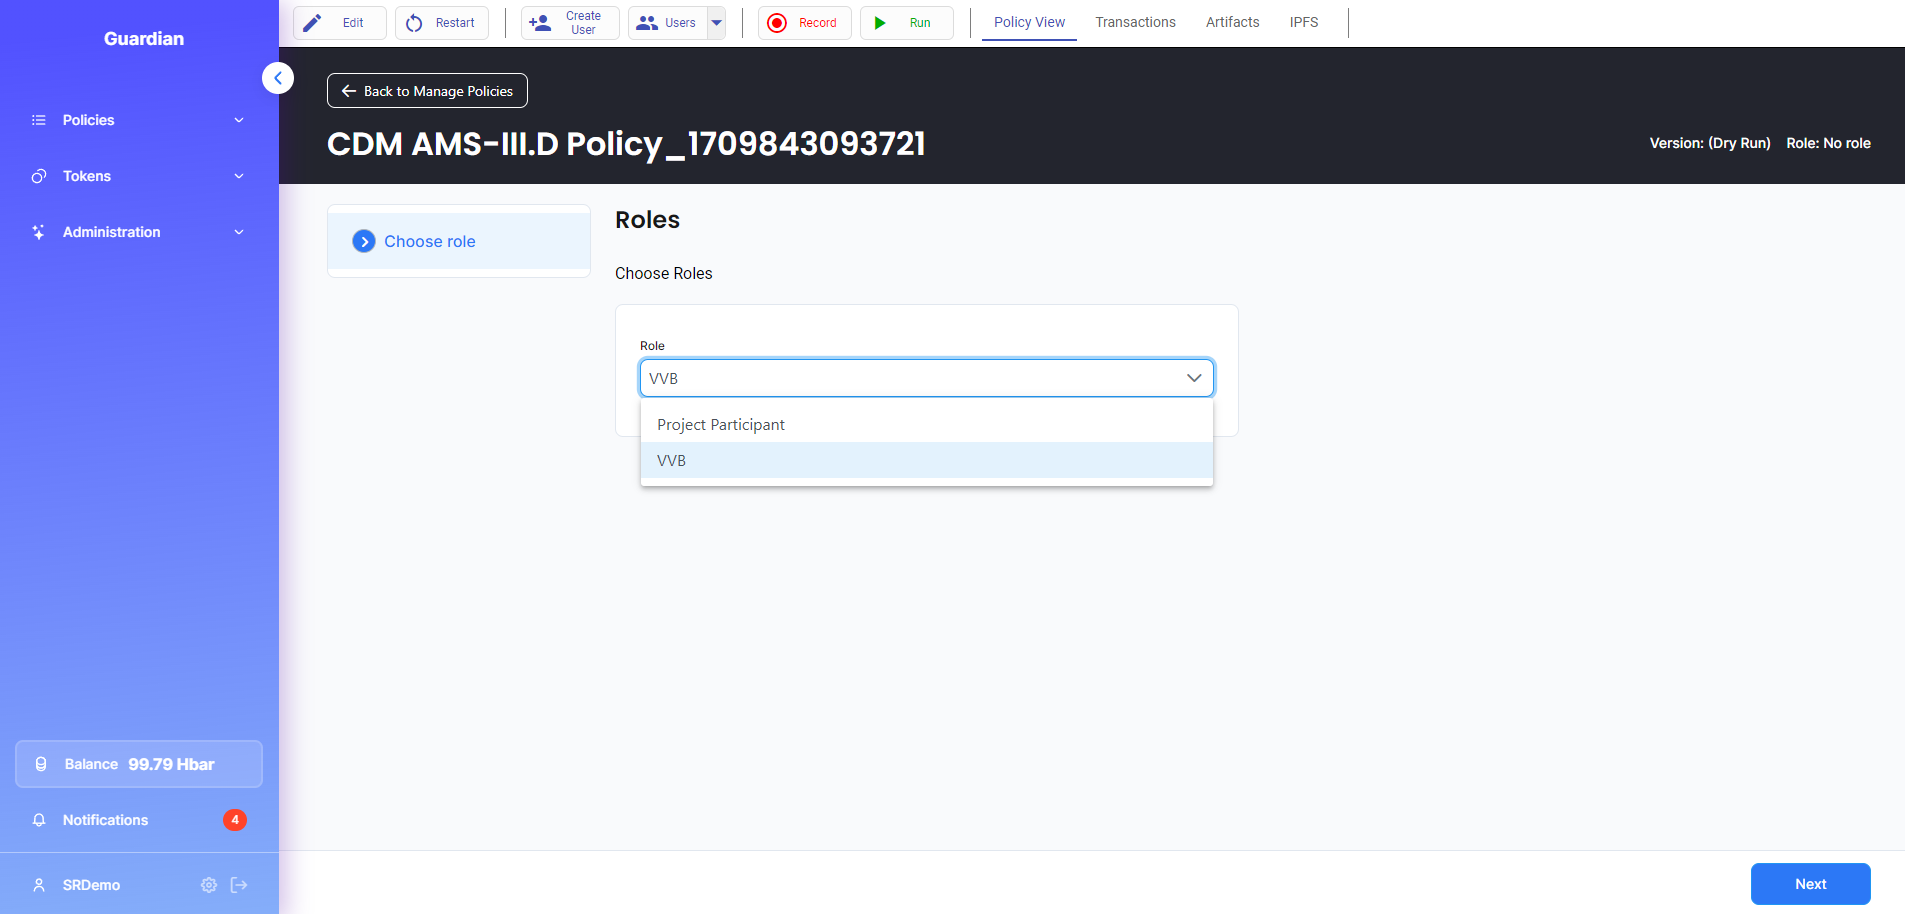 Guardian
Policies
Tokens
Administration
Balance 99.79 Hbar
Notifications 4
SRDemo
Edit
Restart
Create
User
Users
Record
Run
Policy View
Transactions
Artifacts
IPFS
Back to Manage Policies
CDM AMS-III.D Policy_1709843093721
Version: (Dry Run) Role: No role
Choose role
Roles
Choose Roles
Role
VVB
Project Participant
VVB
Next